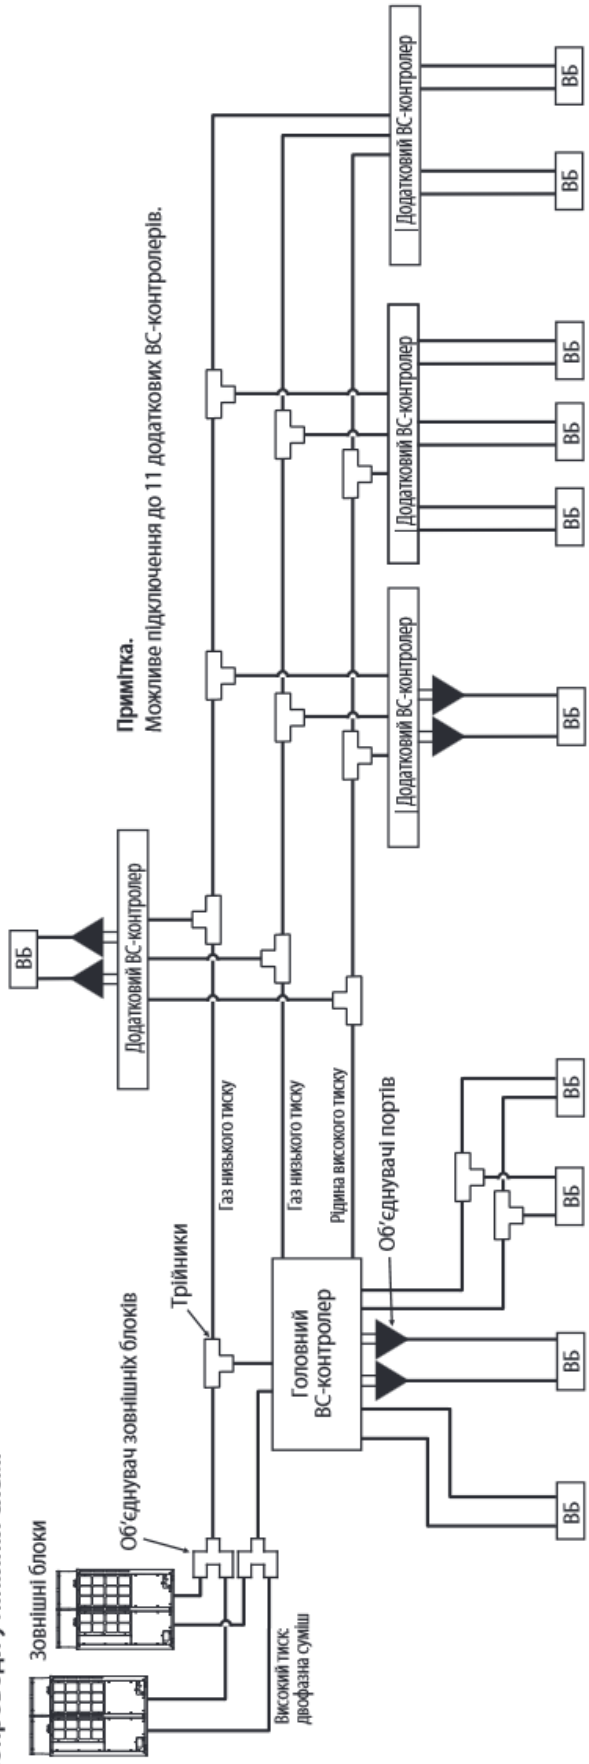 Зовнішні блоки
Об'єднувач зовнішніх блоків
Трійники
Високий тиск:
двофазна суміш
Головний
ВС-контролер
Газ низького тиску
Газ низького тиску
Рідина високого тиску
Об'єднувачі портів
ВБ
ВБ
ВБ
ВБ
ВБ
Додатковий ВС-контролер
Примітка.
Можливе підключення до 11 додаткових ВС-контролерів.
Додатковий ВС-контролер
ВБ
Додатковий ВС-контролер
ВБ
ВБ
ВБ
Додатковий ВС-контролер
ВБ
ВБ